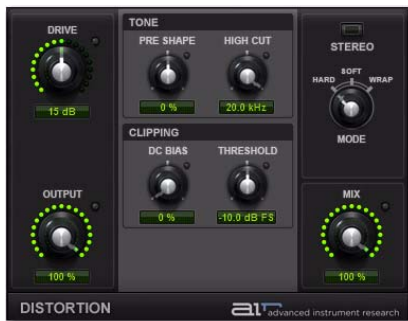 DRIVE
15 dB
OUTPUT
100 %
TONE
PRE SHAPE HIGH CUT
0 % 20.0 kHz
CLIPPING
DC BIAS THRESHOLD
0 % -10.0 dB FS
STEREO
SOFT
HARD WRAP
MODE
MIX
100 %
DISTORTION
air advanced instrument research